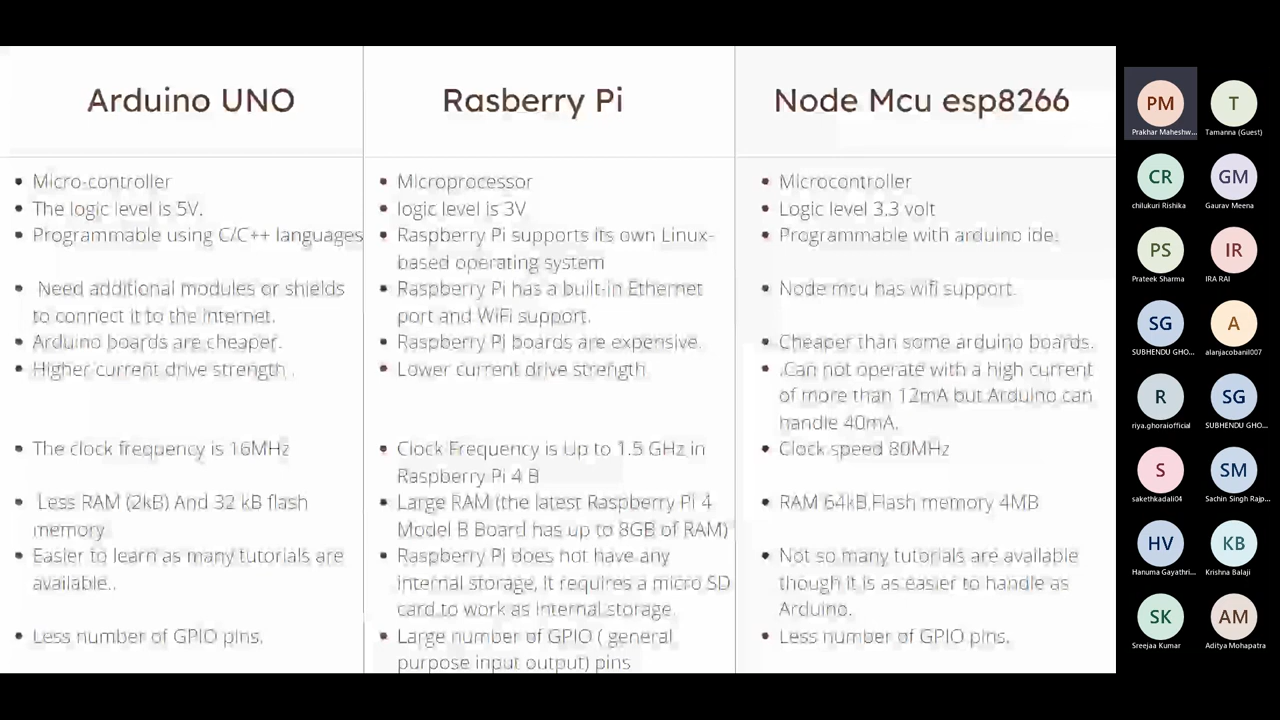 Arduino UNO
Micro-controller
The logic level is 5V.
Programmable using C/C++ languages
Need additional modules or shields
to connect it to the Internet.
Arduino boards are cheaper.
Higher current drive strength .
The clock frequency is 16MHz
Less RAM (2kB) And 32 kB flash
memory
Easier to learn as many tutorials are
available..
Less number of GPIO pins.
Rasberry Pi
Microprocessor
logic level is 3V
Raspberry Pi supports its own Linux-
based operating system
Raspberry Pi has a built-in Ethernet
port and WiFi support.
Raspberry Pi boards are expensive.
Lower current drive strength
Clock Frequency is Up to 1.5 GHz in
Raspberry Pi 4 B
Large RAM (the latest Raspberry Pi 4
Model B Board has up to 8GB of RAM)
Raspberry Pi does not have any
internal storage, it requires a micro SD
card to work as internal storage.
Large number of GPIO ( general
purpose input output) pins
Node Mcu esp8266
Microcontroller
Logic level 3.3 volt
Programmable with arduino ide.
Node mcu has wifi support.
Cheaper than some arduino boards.
.Can not operate with a high current
of more than 12mA but Arduino can
handle 40mA.
Clock speed 80MHz
RAM 64kB,Flash memory 4MB
Not so many tutorials are available
though it is as easier to handle as
Arduino.
Less number of GPIO pins.
PM
Prakhar Maheshw...
T
Tamanna (Guest)
CR
chilukuri Rishika
GM
Gaurav Meena
PS
Prateek Sharma
IR
IRA RAI
SG
SUBHENDU GHO...
A
alanjacobanil007
R
riya.ghoraiofficial
SG
SUBHENDU GHO...
S
sakethkadali04
SM
Sachin Singh Rajp...
HV
Hanuma Gayathri...
KB
Krishna Balaji
SK
Sreejaa Kumar
AM
Aditya Mohapatra